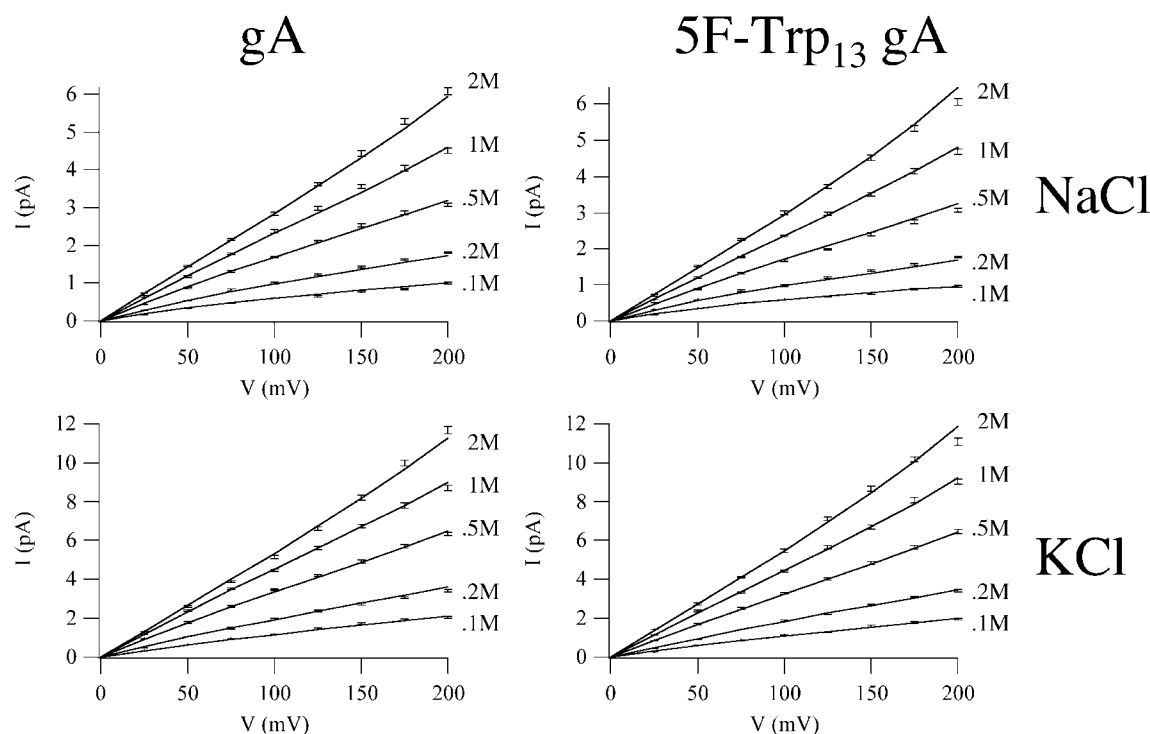 gA
5F-Trp13 gA
I (pA)
6
5
4
3
2
1
0
2M
1M
.5M
.2M
.1M
0 50 100 150 200
V (mV)
I (pA)
6
5
4
3
2
1
0
2M
1M
.5M
.2M
.1M
0 50 100 150 200
V (mV)
NaCl
I (pA)
12
10
8
6
4
2
0
2M
1M
.5M
.2M
.1M
0 50 100 150 200
V (mV)
I (pA)
12
10
8
6
4
2
0
2M
1M
.5M
.2M
.1M
0 50 100 150 200
V (mV)
KCl